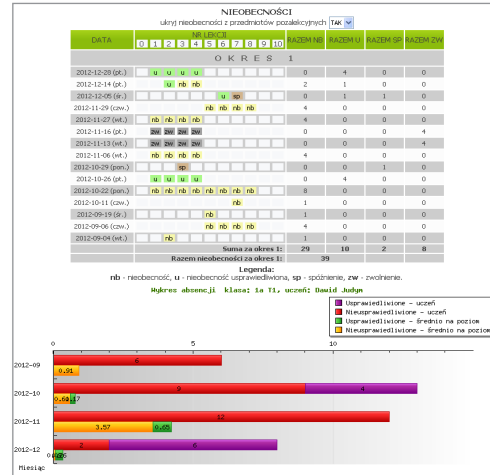 NIEOBECNOŚCI
ukryj nieobecności z przedmiotów pozalekcyjnych TAK
DATA NR LEKCJI RAZEM NB RAZEM U RAZEM SP RAZEM ZW
0 1 2 3 4 5 6 7 8 9 10
O K R E S 1
2012-12-28 (pt.) u u u u 0 4 0 0
2012-12-14 (pt.) u nb nb 2 1 0 0
2012-12-05 (śr.) u sp 0 1 1 0
2012-11-29 (czw.) nb nb nb nb 4 0 0 0
2012-11-27 (wt.) nb nb nb nb 4 0 0 0
2012-11-16 (pt.) zw zw zw zw 0 0 0 4
2012-11-13 (wt.) zw zw zw zw 0 0 0 4
2012-11-06 (wt.) nb nb nb nb 4 0 0 0
2012-10-29 (pon.) sp 0 0 1 0
2012-10-26 (pt.) u u u u 0 4 0 0
2012-10-22 (pon.) nb nb nb nb nb nb nb nb 8 0 0 0
2012-10-11 (czw.) nb 1 0 0 0
2012-09-19 (śr.) nb 1 0 0 0
2012-09-06 (czw.) nb nb nb nb 4 0 0 0
2012-09-04 (wt.) nb 1 0 0 0
Suma za okres 1: 29 10 2 8
Razem nieobecności za okres 1: 39
Legenda:
nb - nieobecność, u - nieobecność usprawiedliwiona, sp - spóźnienie, zw - zwolnienie.
Wykres absencji klasa: 1a T1, uczeń: Dawid Judym
Usprawiedliwione - uczeń
Nieusprawiedliwione - uczeń
Usprawiedliwione - średnio na poziom
Nieusprawiedliwione - średnio na poziom
0 5 10
2012-09 6
0.91
2012-10 9 4
2012-11 12
3.57 0.65
2012-12 2 6
Miesiąc